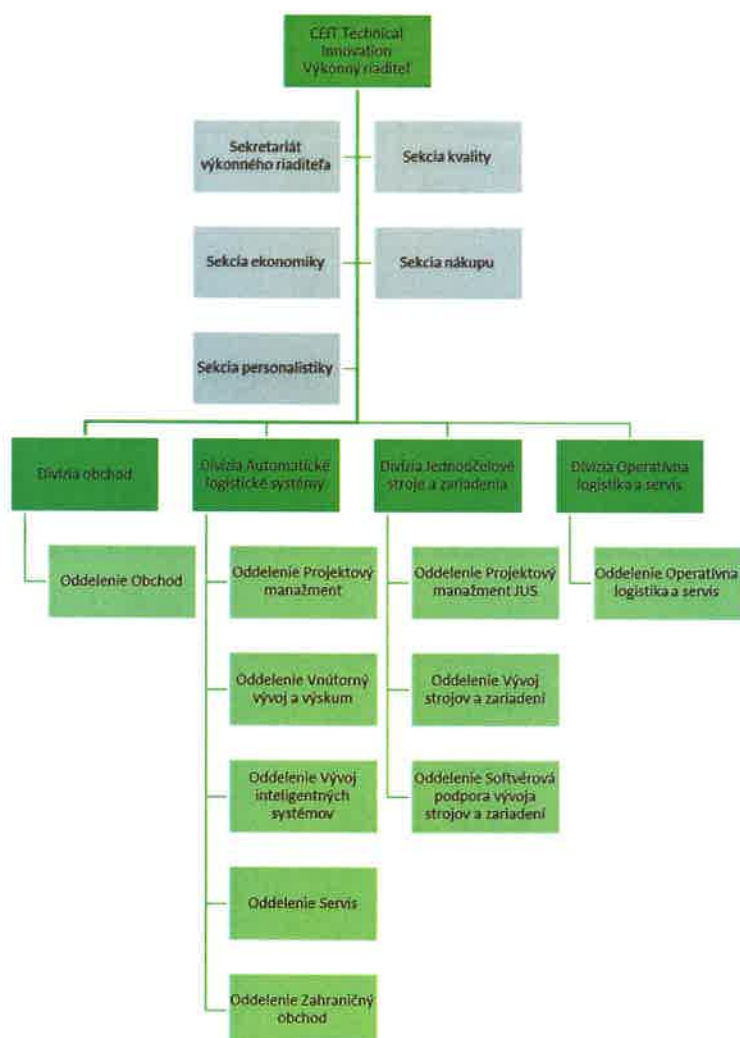 CEIT Technical
Innovation
Výkonný riaditeľ
Sekretariát
výkonného riaditeľa
Sekcia kvality
Sekcia ekonomiky
Sekcia nákupu
Sekcia personalistiky
Divízia obchod
Divízia Automatické
logistické systémy
Divízia Jednoúčelové
stroje a zariadenia
Divízia Operatívna
logistika a servis
Oddelenie Obchod
Oddelenie Projektový
manažment
Oddelenie Projektový
manažment JUS
Oddelenie Operatívna
logistika a servis
Oddelenie Vnútorný
vývoj a výskum
Oddelenie Vývoj
strojov a zariadení
Oddelenie Vývoj
inteligentných
systémov
Oddelenie Softvérová
podpora vývoja
strojov a zariadení
Oddelenie Servis
Oddelenie Zahraničný
obchod